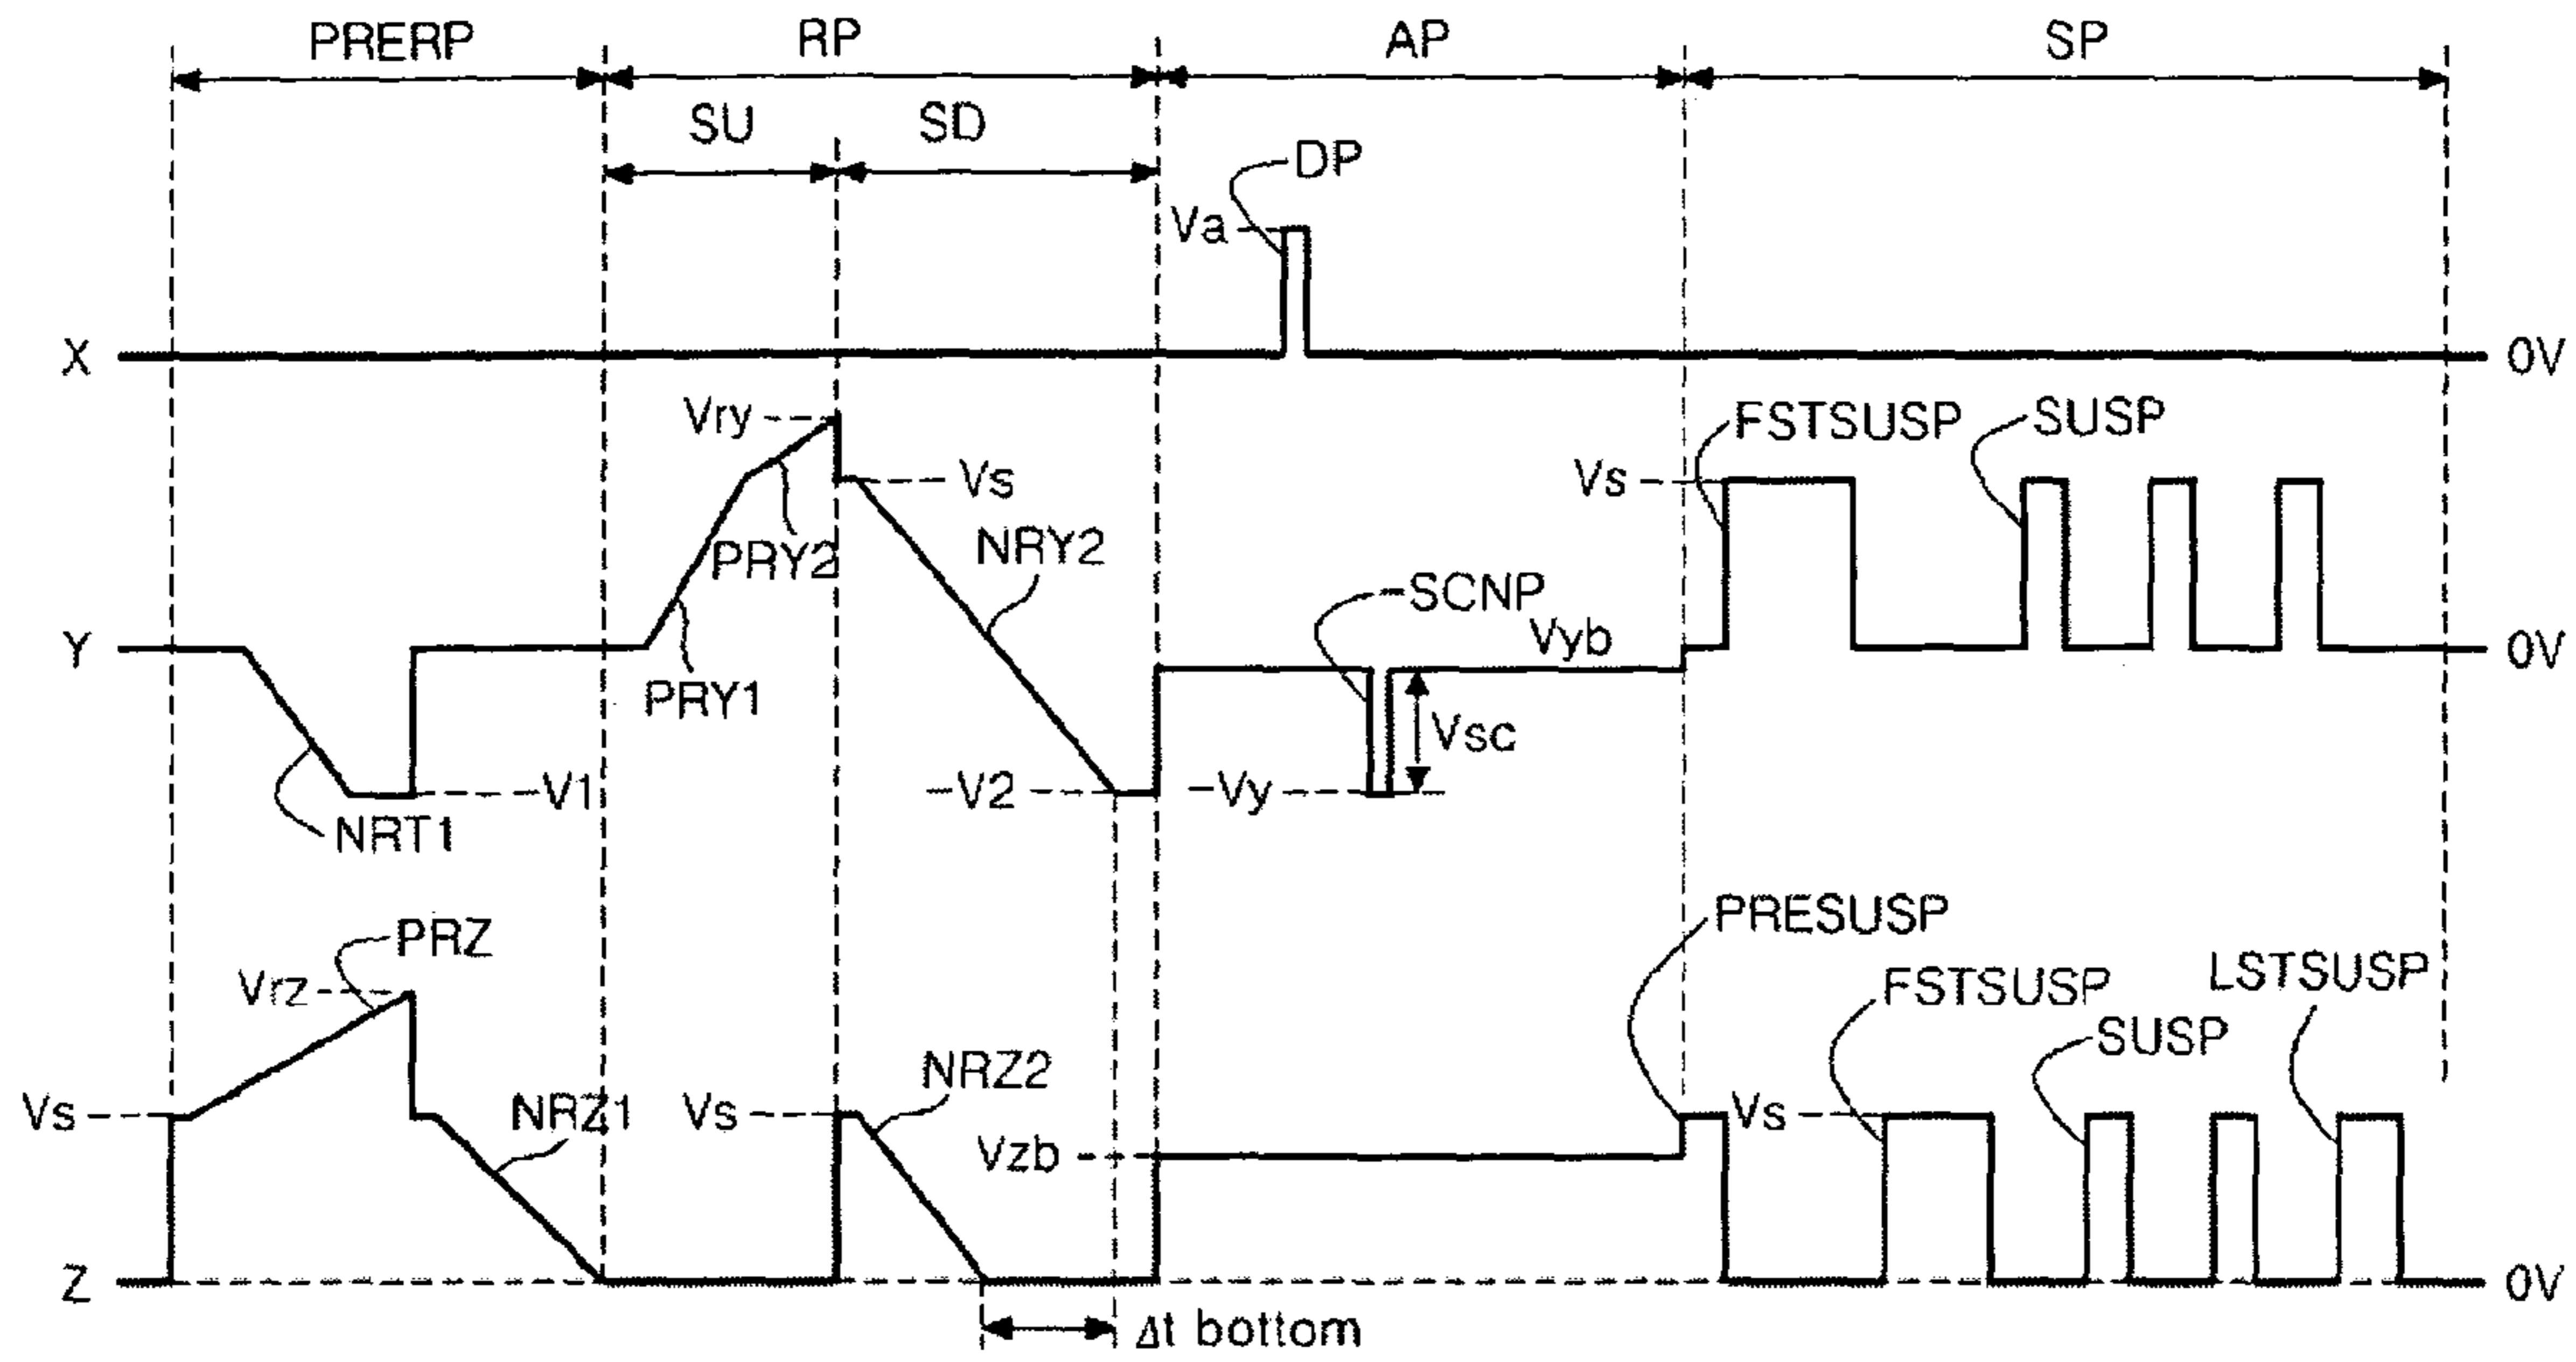 PRERP RP AP SP
SU SD
DP
Va
X 0V
Vry FSTSUSP SUSP
Vs Vs
PRY2 NRY2
-SCNP
Y Vyb 0V
PRY1
Vsc
-V1 -V2 -Vy
NRT1
PRZ PRESUSP
Vrz FSTSUSP LSTSUSP
SUSP
NRZ2
Vs NRZ1 Vs Vs
Vzb
Z 0V
Δt bottom